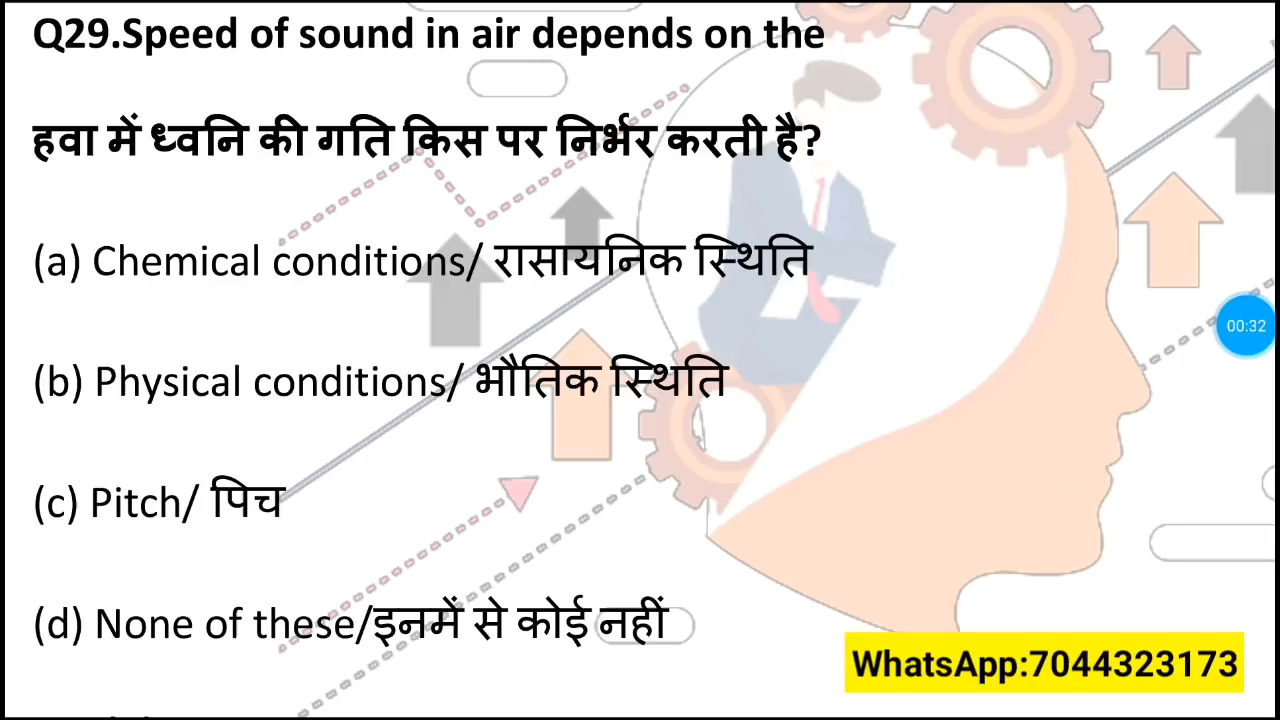 Q29.Speed of sound in air depends on the
हवा में ध्वनि की गति किस पर निर्भर करती है?
(a) Chemical conditions/ रासायनिक स्थिति
(b) Physical conditions/ भौतिक स्थिति
00:32
(c) Pitch/ पिच
(d) None of these/इनमें से कोई नहीं
WhatsApp:7044323173